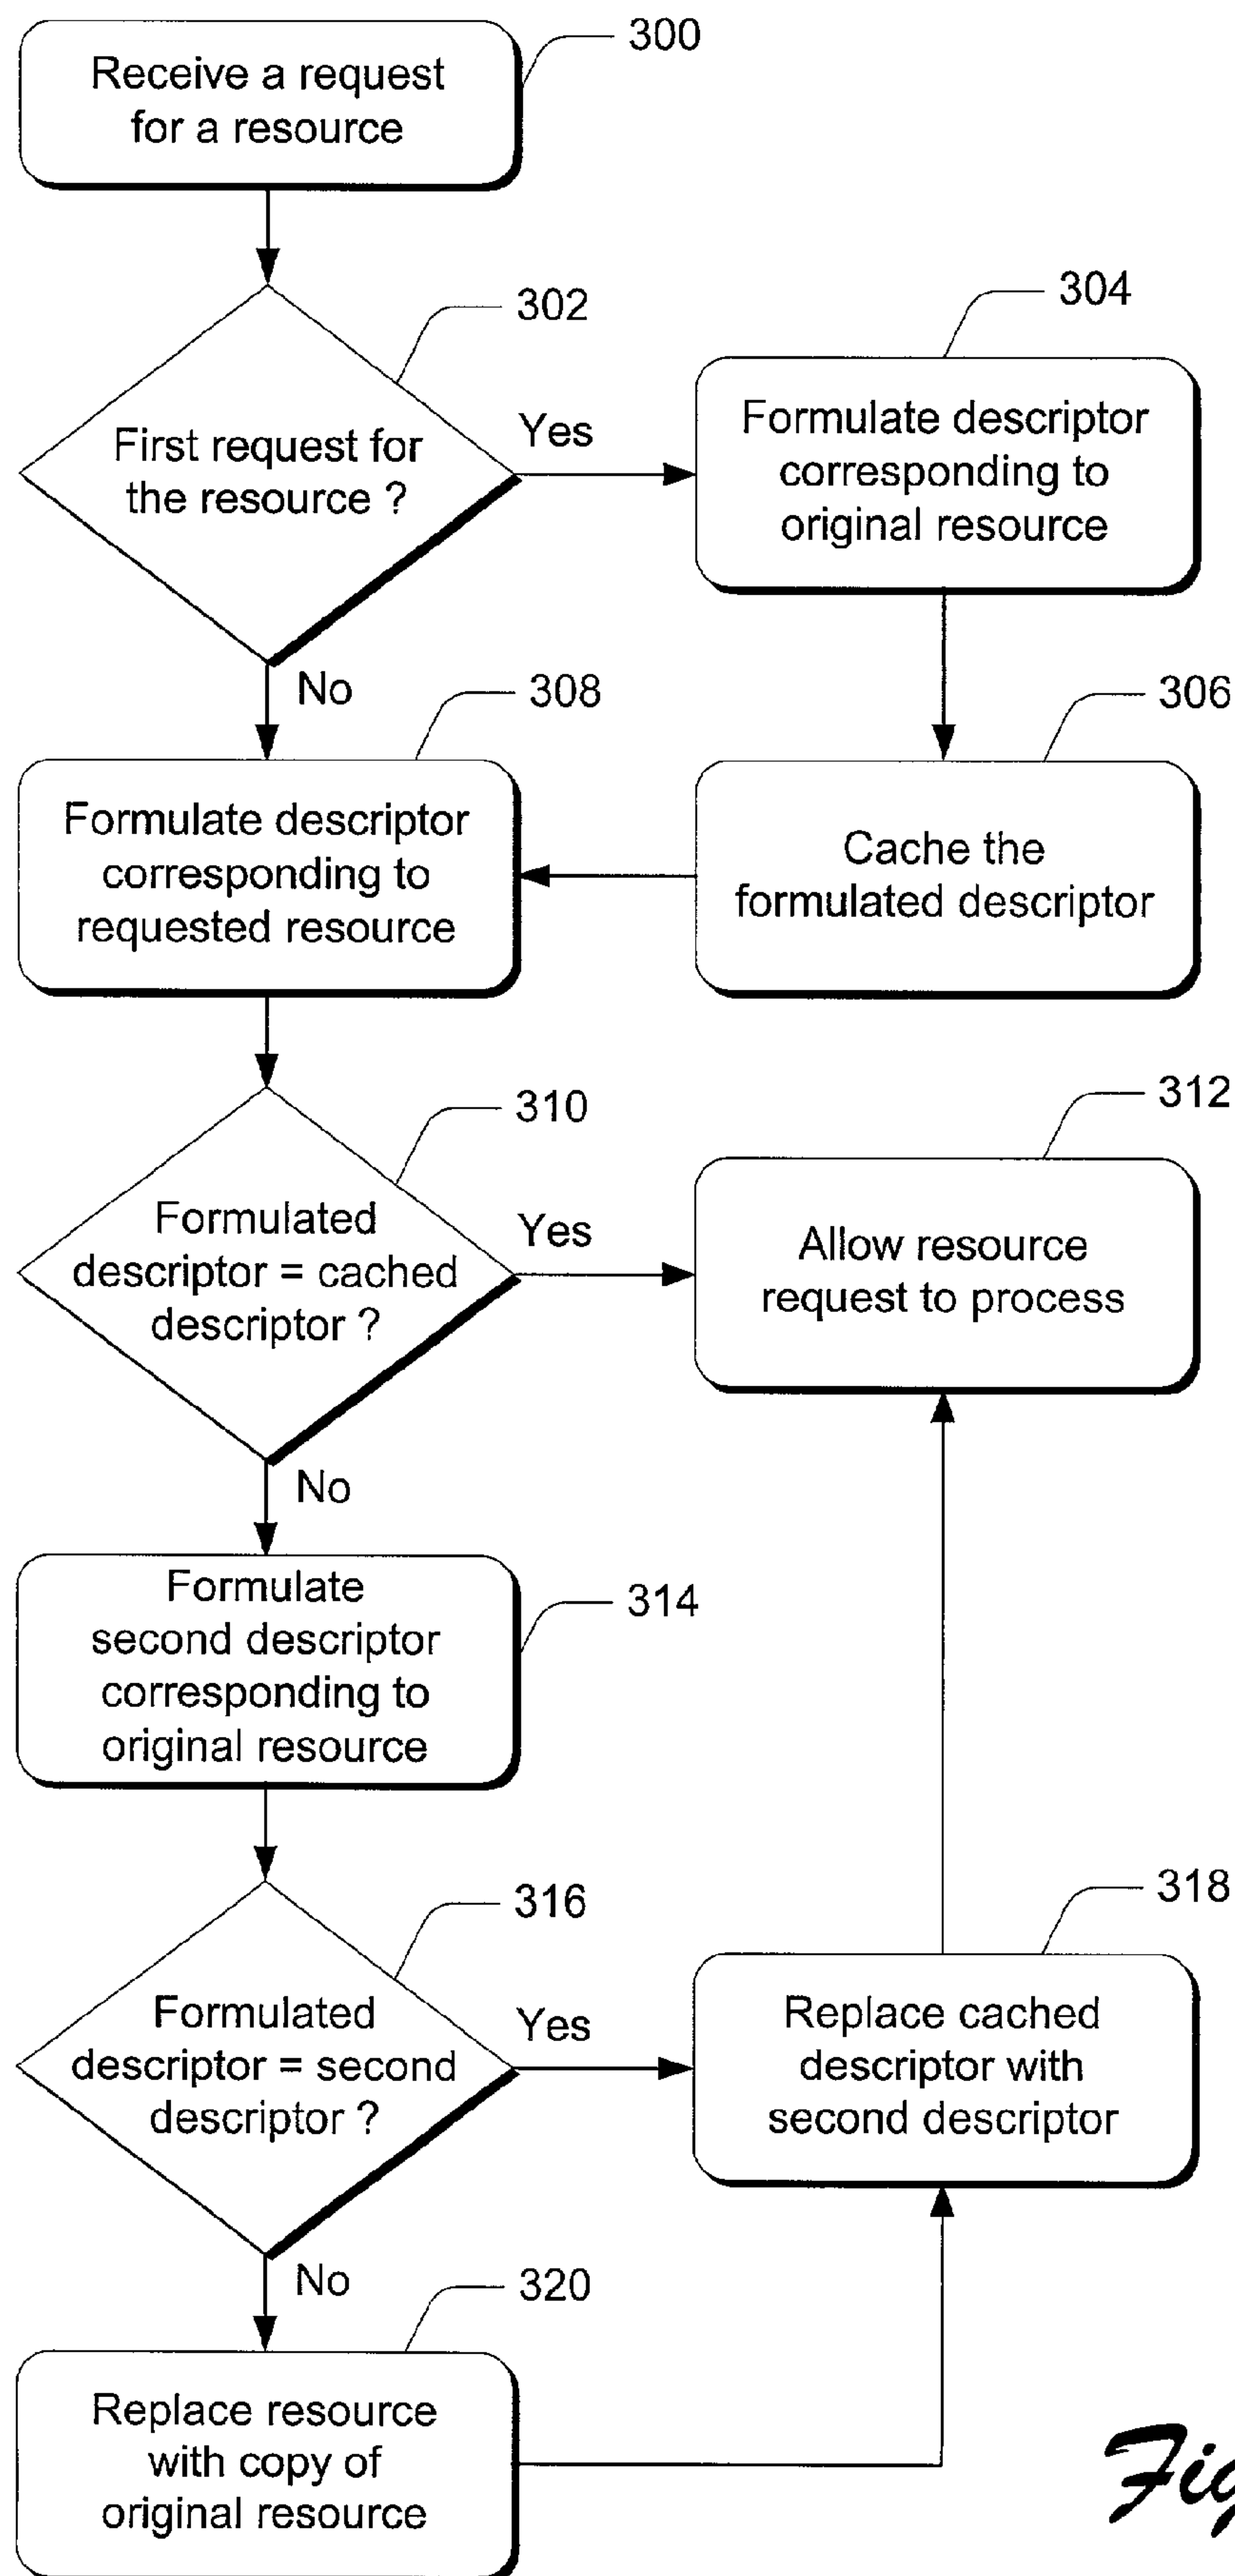 300
Receive a request
for a resource
302
304
First request for
the resource ?
Yes
Formulate descriptor
corresponding to
original resource
No
308
306
Formulate descriptor
corresponding to
requested resource
Cache the
formulated descriptor
310
312
Formulated
descriptor = cached
descriptor ?
Yes
Allow resource
request to process
No
Formulate
second descriptor
corresponding to
original resource
314
316
318
Formulated
descriptor = second
descriptor ?
Yes
Replace cached
descriptor with
second descriptor
No
320
Replace resource
with copy of
original resource
Fig